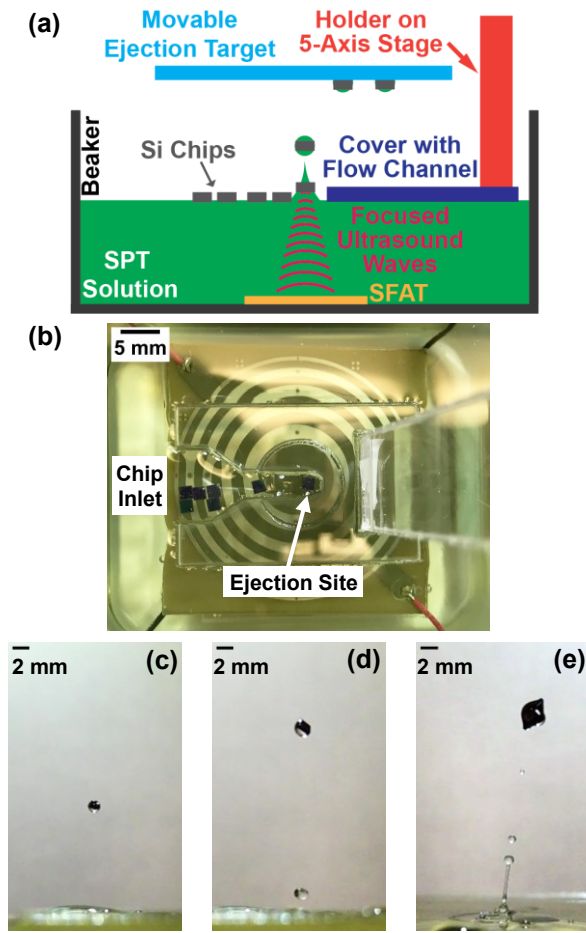 (a)
Movable
Ejection Target
Holder on
5-Axis Stage
Beaker
Si Chips
Cover with
Flow Channel
Focused
Ultrasound
Waves
SPT
Solution
SFAT
(b)
5 mm
Chip
Inlet
Ejection Site
(c)
2 mm
(d)
2 mm
(e)
2 mm